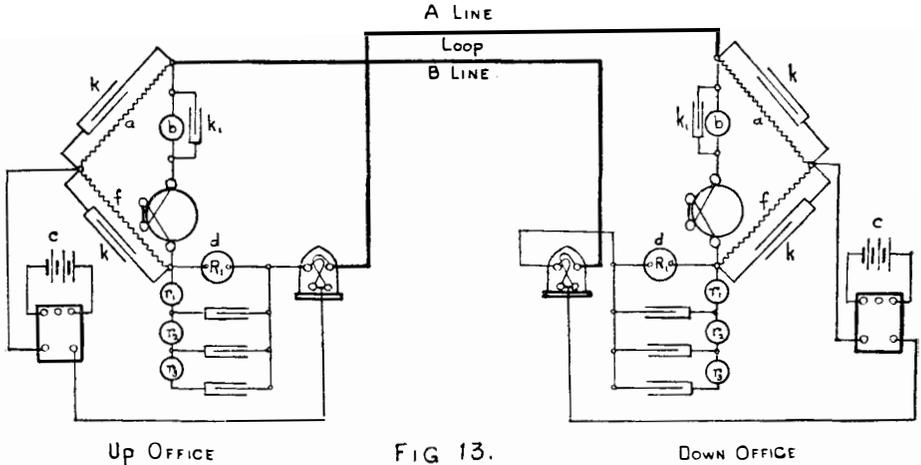 A LINE
LOOP
B LINE
k
a
b
k₁
f
k
c
d
R₁
r₁
r₂
r₃
k₁
b
a
k
f
k
d
R₁
c
r₁
r₂
r₃
Up OFFICE
FIG 13.
DOWN OFFICE